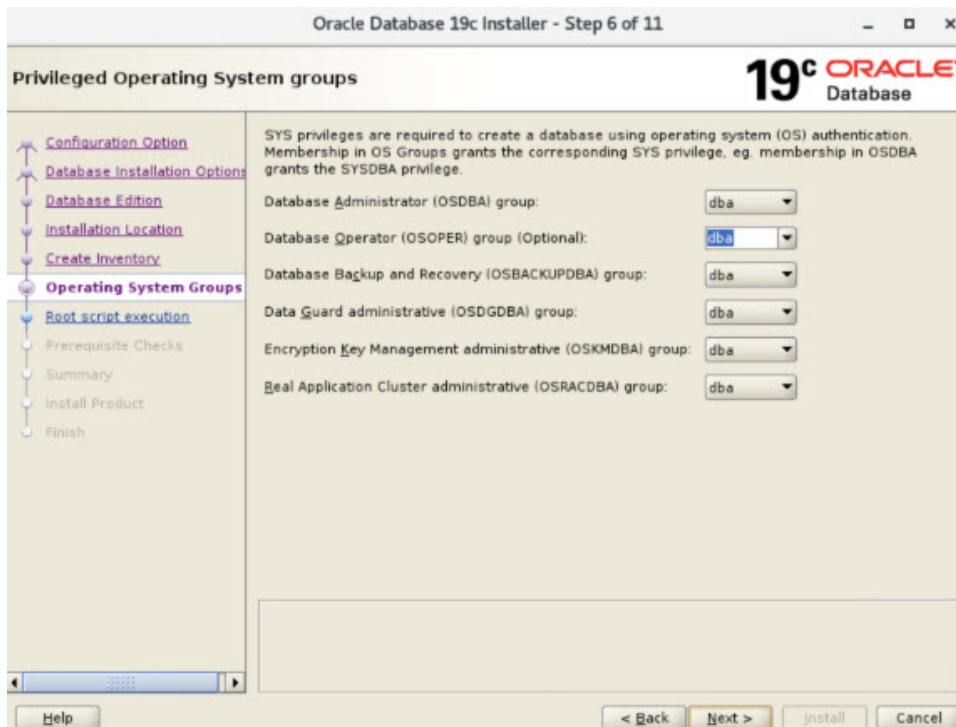 Oracle Database 19c Installer - Step 6 of 11
Privileged Operating System groups
19c ORACLE
Database
Configuration Option
Database Installation Options
Database Edition
Installation Location
Create Inventory
Operating System Groups
Root script execution
Prerequisite Checks
Summary
Install Product
Finish
SYS privileges are required to create a database using operating system (OS) authentication.
Membership in OS Groups grants the corresponding SYS privilege, eg. membership in OSDBA
grants the SYSDBA privilege.
Database Administrator (OSDBA) group: dba
Database Operator (OSOPER) group (Optional): dba
Database Backup and Recovery (OSBACKUPDBA) group: dba
Data Guard administrative (OSDGDBA) group: dba
Encryption Key Management administrative (OSKMDBA) group: dba
Real Application Cluster administrative (OSRACDBA) group: dba
Help
< Back
Next >
Install
Cancel